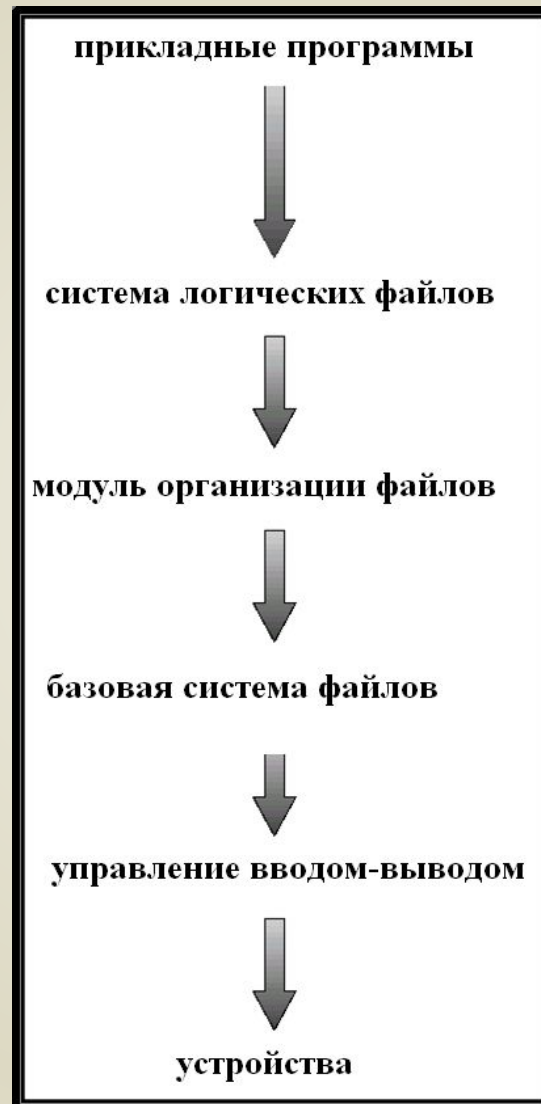 прикладные программы
система логических файлов
модуль организации файлов
базовая система файлов
управление вводом-выводом
устройства